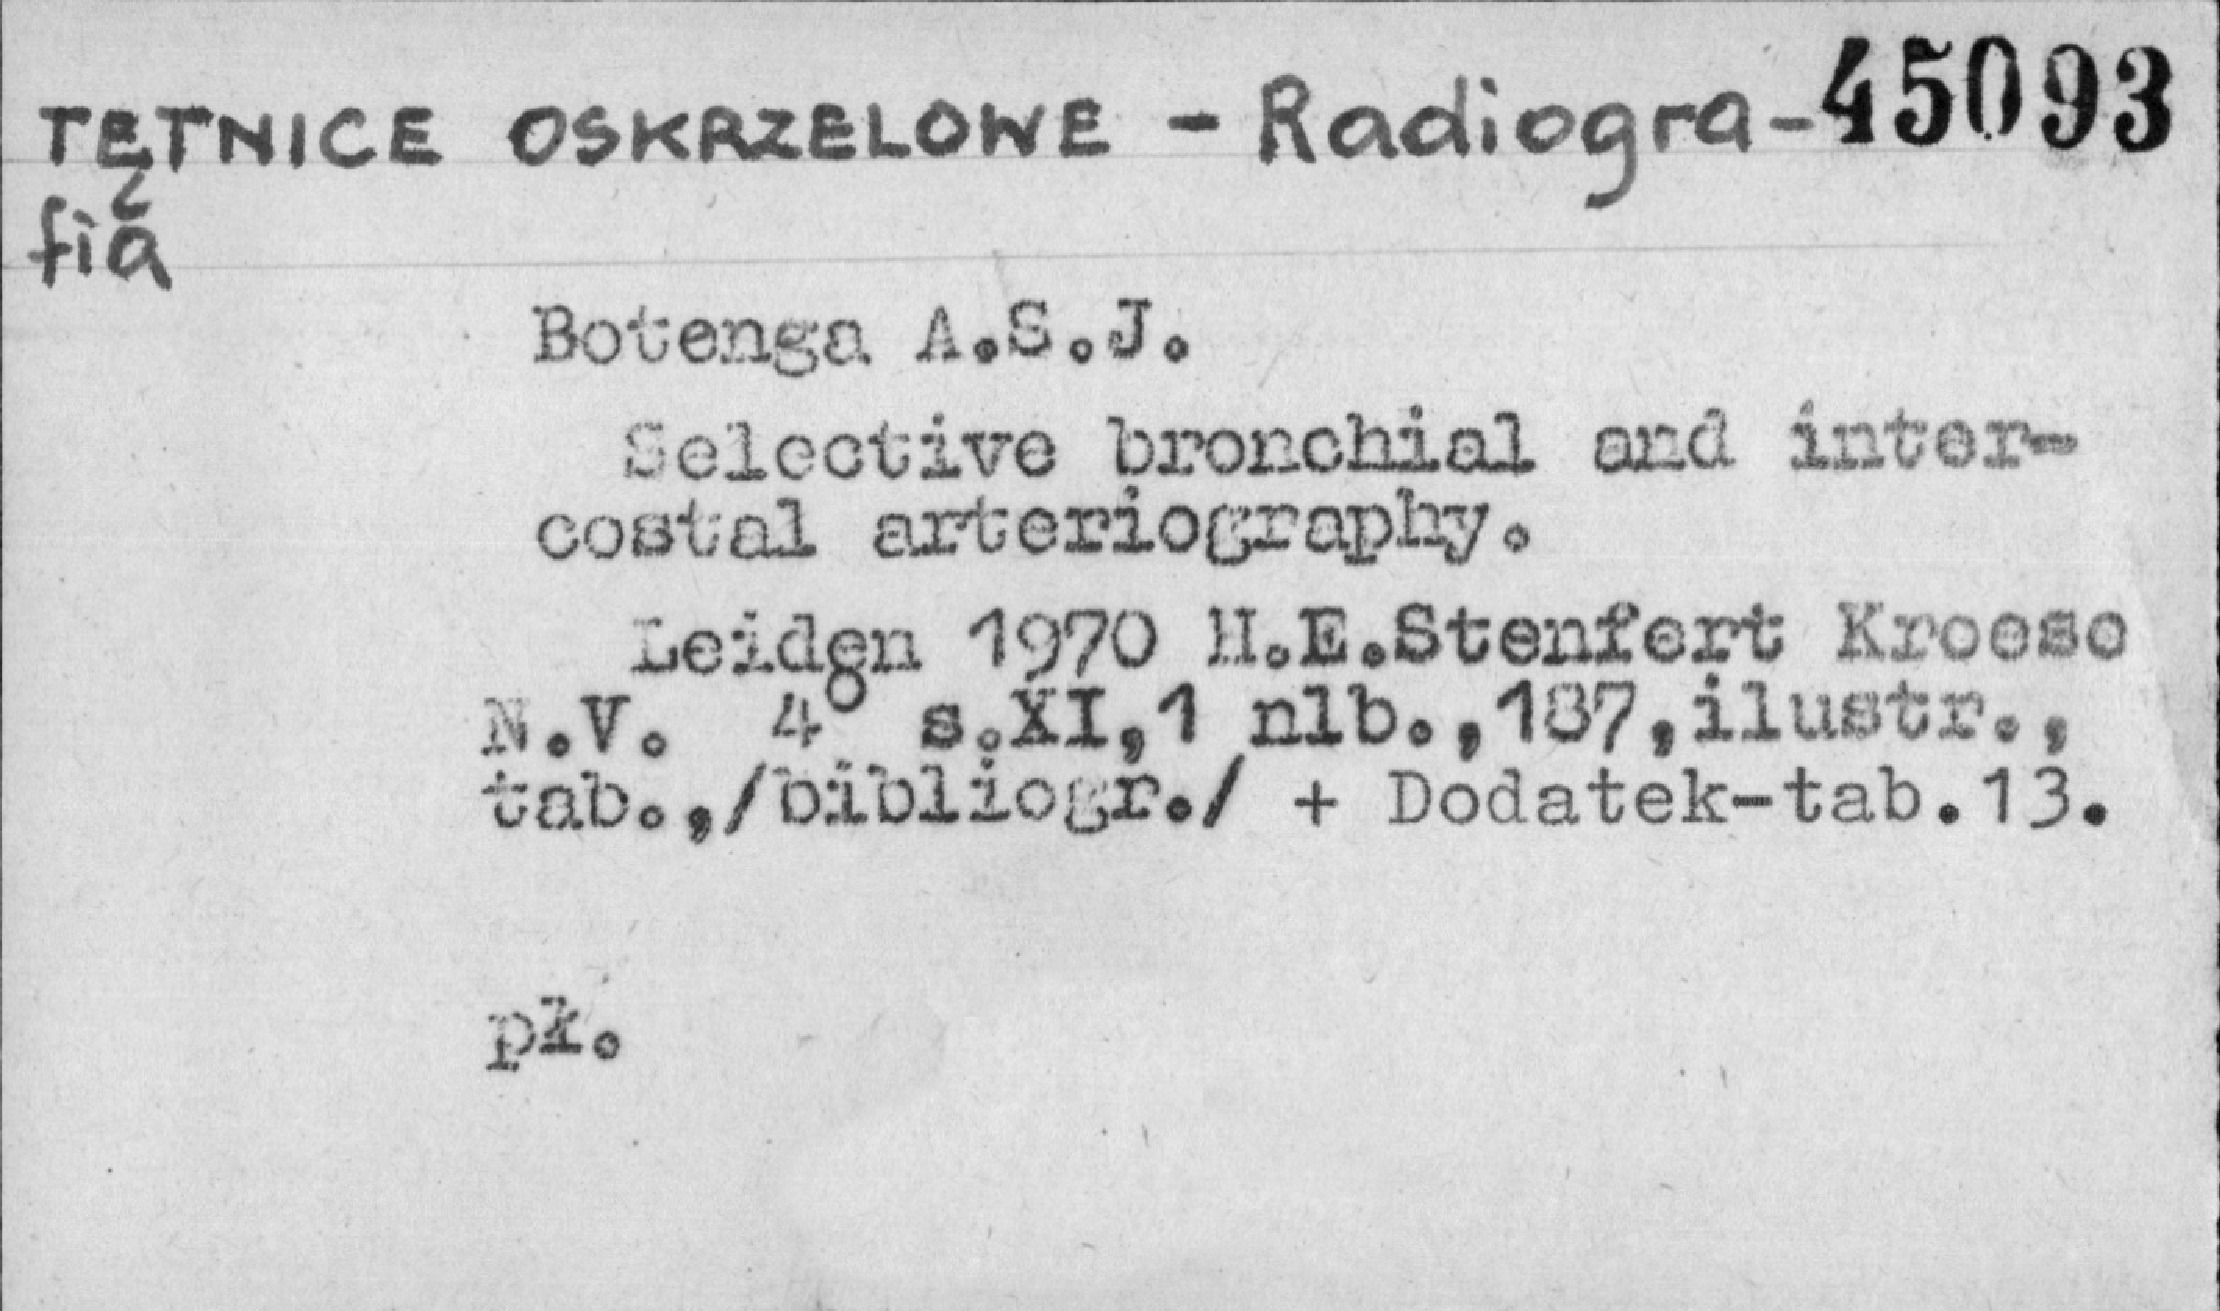 TĘTNICE OSKRZELOWE - Radiogra-45093
fia
Botenga A.S.J.
Selective bronchial and inter-
costal arteriography.
Leiden 1970 H.E.Stenfert Kroese
N.V. 4° s.XI,1 nlb.,187,ilustr.,
tab.,/bibliogr./ + Dodatek-tab.13.
pk.